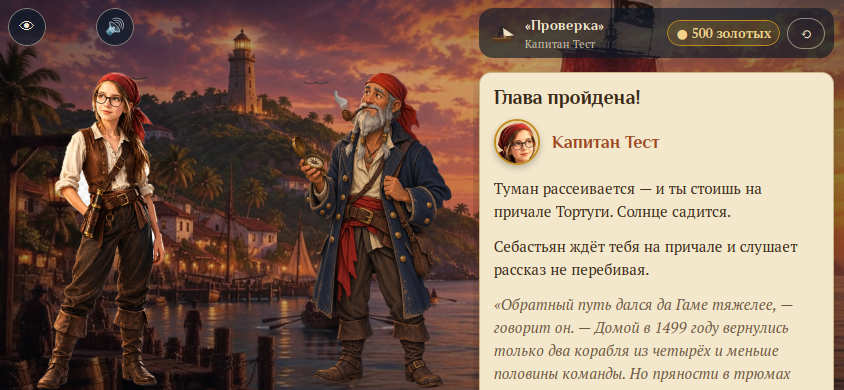 «Проверка»
Капитан Тест
500 золотых
Глава пройдена!
Капитан Тест
Туман рассеивается — и ты стоишь на
причале Тортуги. Солнце садится.
Себастьян ждёт тебя на причале и слушает
рассказ не перебивая.
«Обратный путь дался да Гаме тяжелее, —
говорит он. — Домой в 1499 году вернулись
только два корабля из четырёх и меньше
половины команды. Но пряности в трюмах